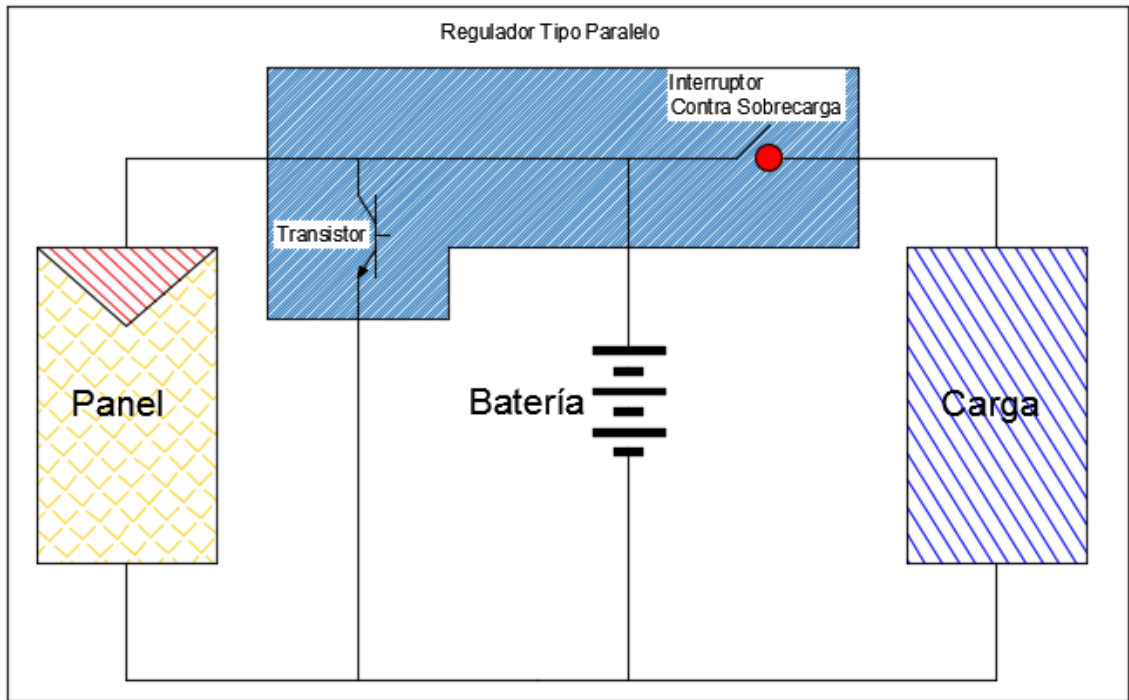 Regulador Tipo Paralelo
Interruptor
Contra Sobrecarga
Transistor
Panel
Batería
Carga